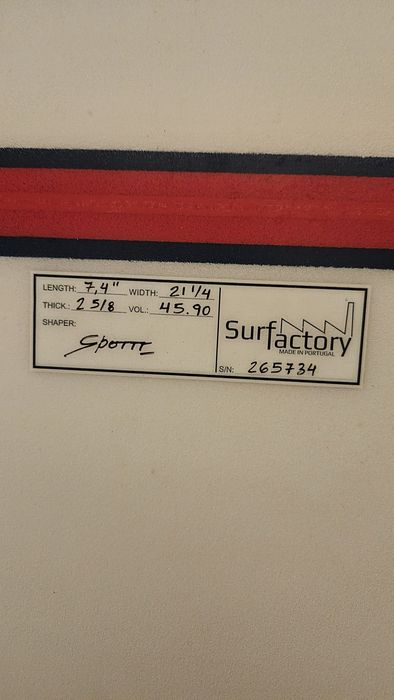 LENGTH: 7,4" WIDTH: 21 1/4
THICK.: 2 5/8 VOL.: 45.90
SHAPER:
Surfactory
MADE IN PORTUGAL
S/N: 265734